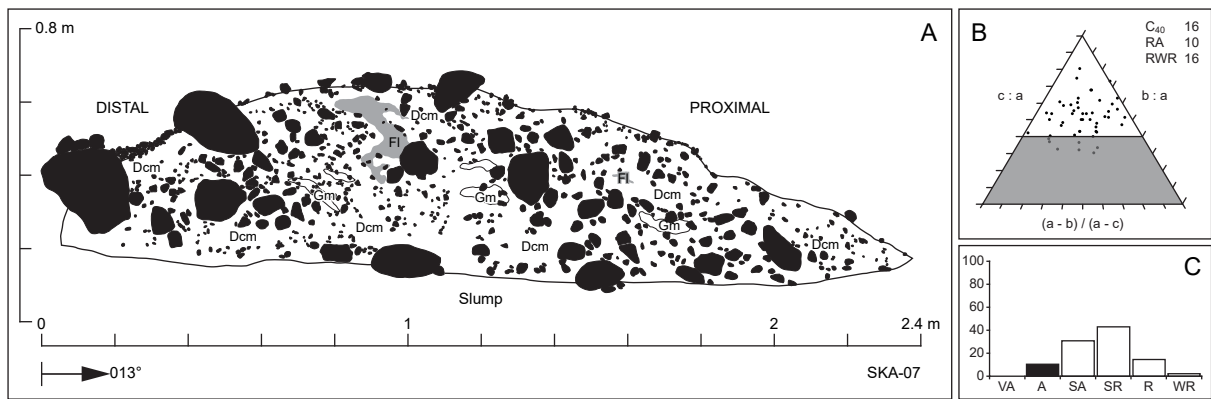 0.8 m
A
DISTAL
PROXIMAL
Dcm
Fl
Dcm
Fl
Dcm
Gm
Gm
Gm
Dcm
Dcm
Dcm
Dcm
Slump
0
1
2
2.4 m
013°
SKA-07
B
C40 16
RA 10
RWR 16
c : a
b : a
(a - b) / (a - c)
C
100
80
60
40
20
0
VA A SA SR R WR